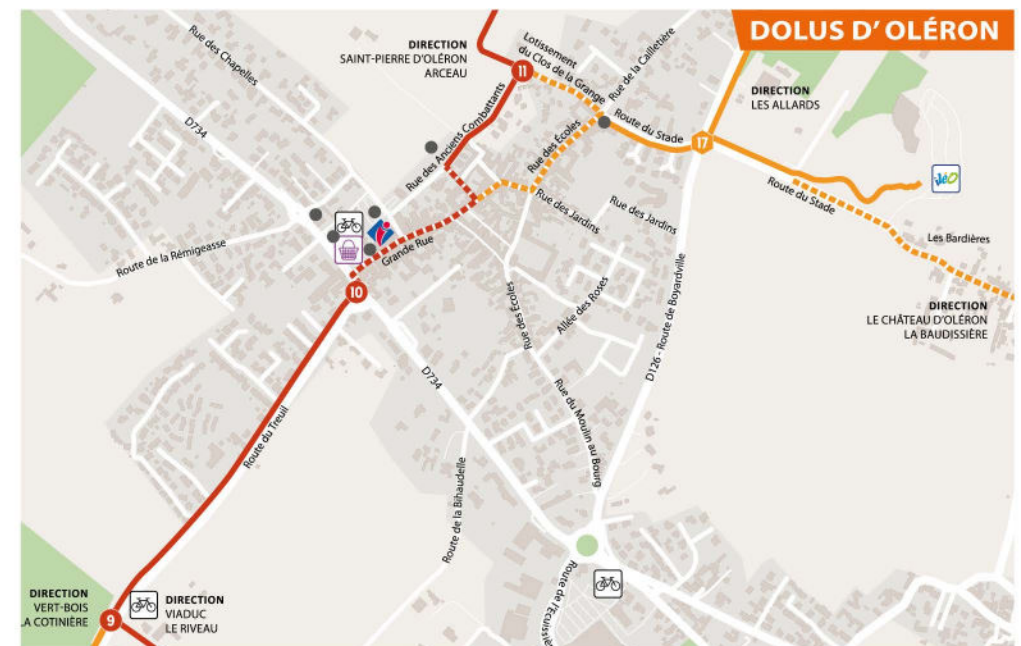 DOLUS D' OLÉRON
Rue des Chapelles
DIRECTION
SAINT-PIERRE D'OLÉRON
ARCEAU
11
Lotissement
du Clos de la Grange
Rue de la Cailletière
DIRECTION
LES ALLARDS
D734
Rue des Anciens Combattants
Rue des Écoles
Route du Stade
17
Jéo
Route du Stade
Rue des Jardins
Rue des Jardins
Les Bardières
Route de la Rémigeasse
Grande Rue
10
Rue des Écoles
Allée des Roses
D126 - Route de Boyardville
DIRECTION
LE CHÂTEAU D'OLÉRON
LA BAUDISSIÈRE
D734
Route du Treuil
Rue du Moulin au Bourg
Route de la Bihaudelle
Route de l'Ecuissiè
DIRECTION
VERT-BOIS
A COTINIÈRE
9
DIRECTION
VIADUC
LE RIVEAU